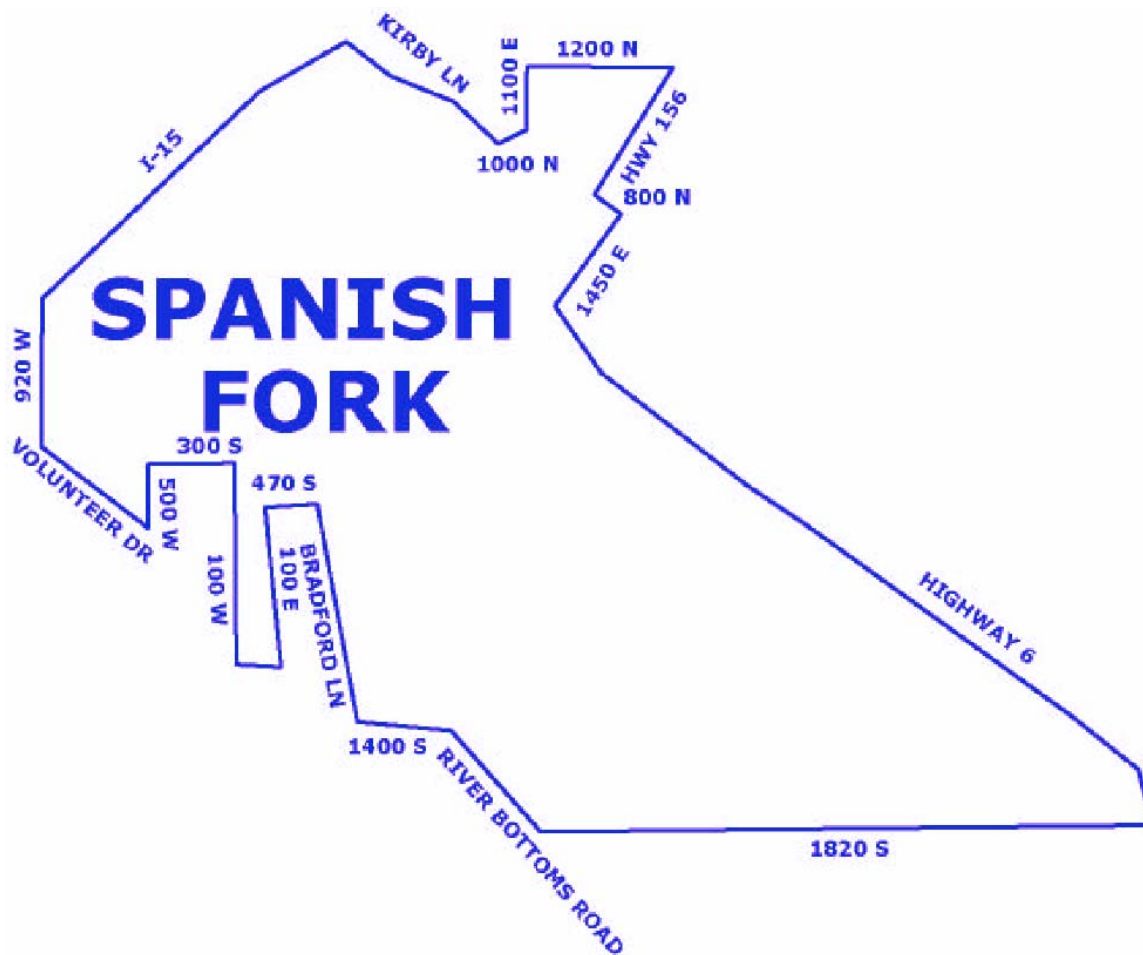 KIRBY LN
1100 E
1200 N
HWY 156
1000 N
800 N
I-15
1450 E
SPANISH
FORK
920 W
VOLUNTEER DR
300 S
500 W
470 S
100 W
100 E
BRADFORD LN
HIGHWAY 6
1400 S
RIVER BOTTOMS ROAD
1820 S